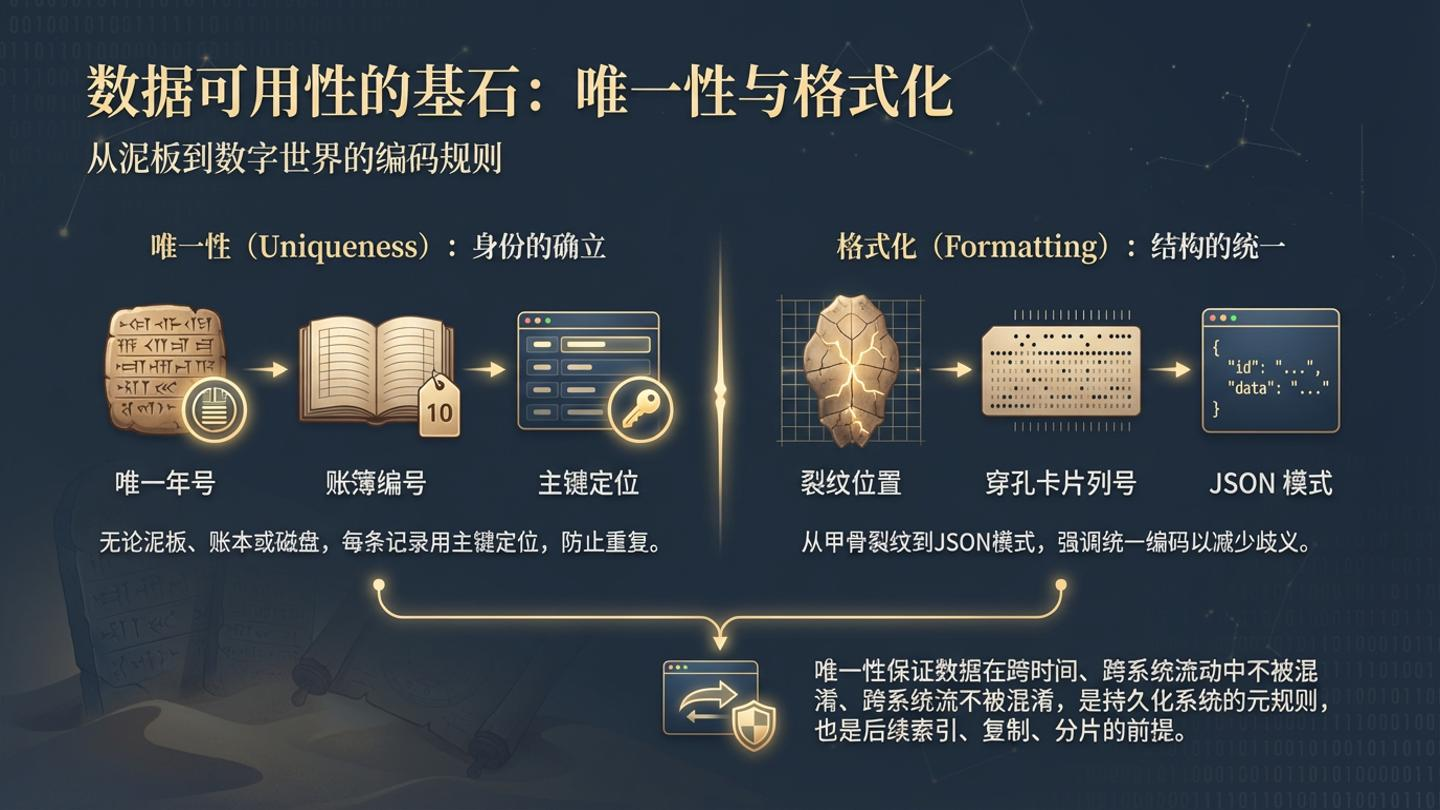 数据可用性的基石：唯一性与格式化
从泥板到数字世界的编码规则
唯一性（Uniqueness）：身份的确立
格式化（Formatting）：结构的统一
10
{
"id": "...",
"data": "..."
}
唯一年号
账簿编号
主键定位
裂纹位置
穿孔卡片列号
JSON 模式
无论泥板、账本或磁盘，每条记录用主键定位，防止重复。
从甲骨裂纹到JSON模式，强调统一编码以减少歧义。
唯一性保证数据在跨时间、跨系统流动中不被混
淆、跨系统流不被混淆，是持久化系统的元规则，
也是后续索引、复制、分片的前提。